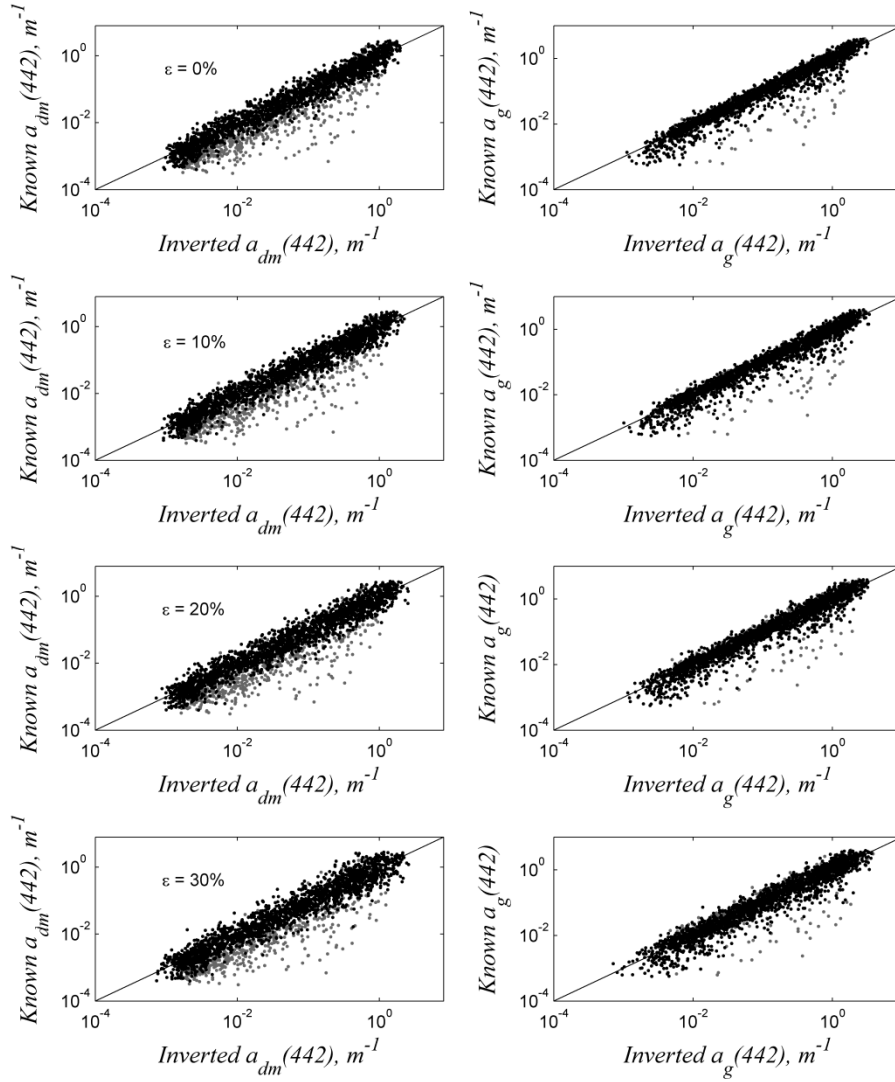 Known a_dm(442), m^-1
10^0
10^-2
10^-4
ε = 0%
10^-4 10^-2 10^0
Inverted a_dm(442), m^-1
Known a_g(442), m^-1
10^0
10^-2
10^-4
10^-4 10^-2 10^0
Inverted a_g(442), m^-1
Known a_dm(442), m^-1
10^0
10^-2
10^-4
ε = 10%
10^-4 10^-2 10^0
Inverted a_dm(442), m^-1
Known a_g(442), m^-1
10^0
10^-2
10^-4
10^-4 10^-2 10^0
Inverted a_g(442), m^-1
Known a_dm(442), m^-1
10^0
10^-2
10^-4
ε = 20%
10^-4 10^-2 10^0
Inverted a_dm(442), m^-1
Known a_g(442)
10^0
10^-2
10^-4
10^-4 10^-2 10^0
Inverted a_g(442), m^-1
Known a_dm(442), m^-1
10^0
10^-2
10^-4
ε = 30%
10^-4 10^-2 10^0
Inverted a_dm(442), m^-1
Known a_g(442)
10^0
10^-2
10^-4
10^-4 10^-2 10^0
Inverted a_g(442), m^-1